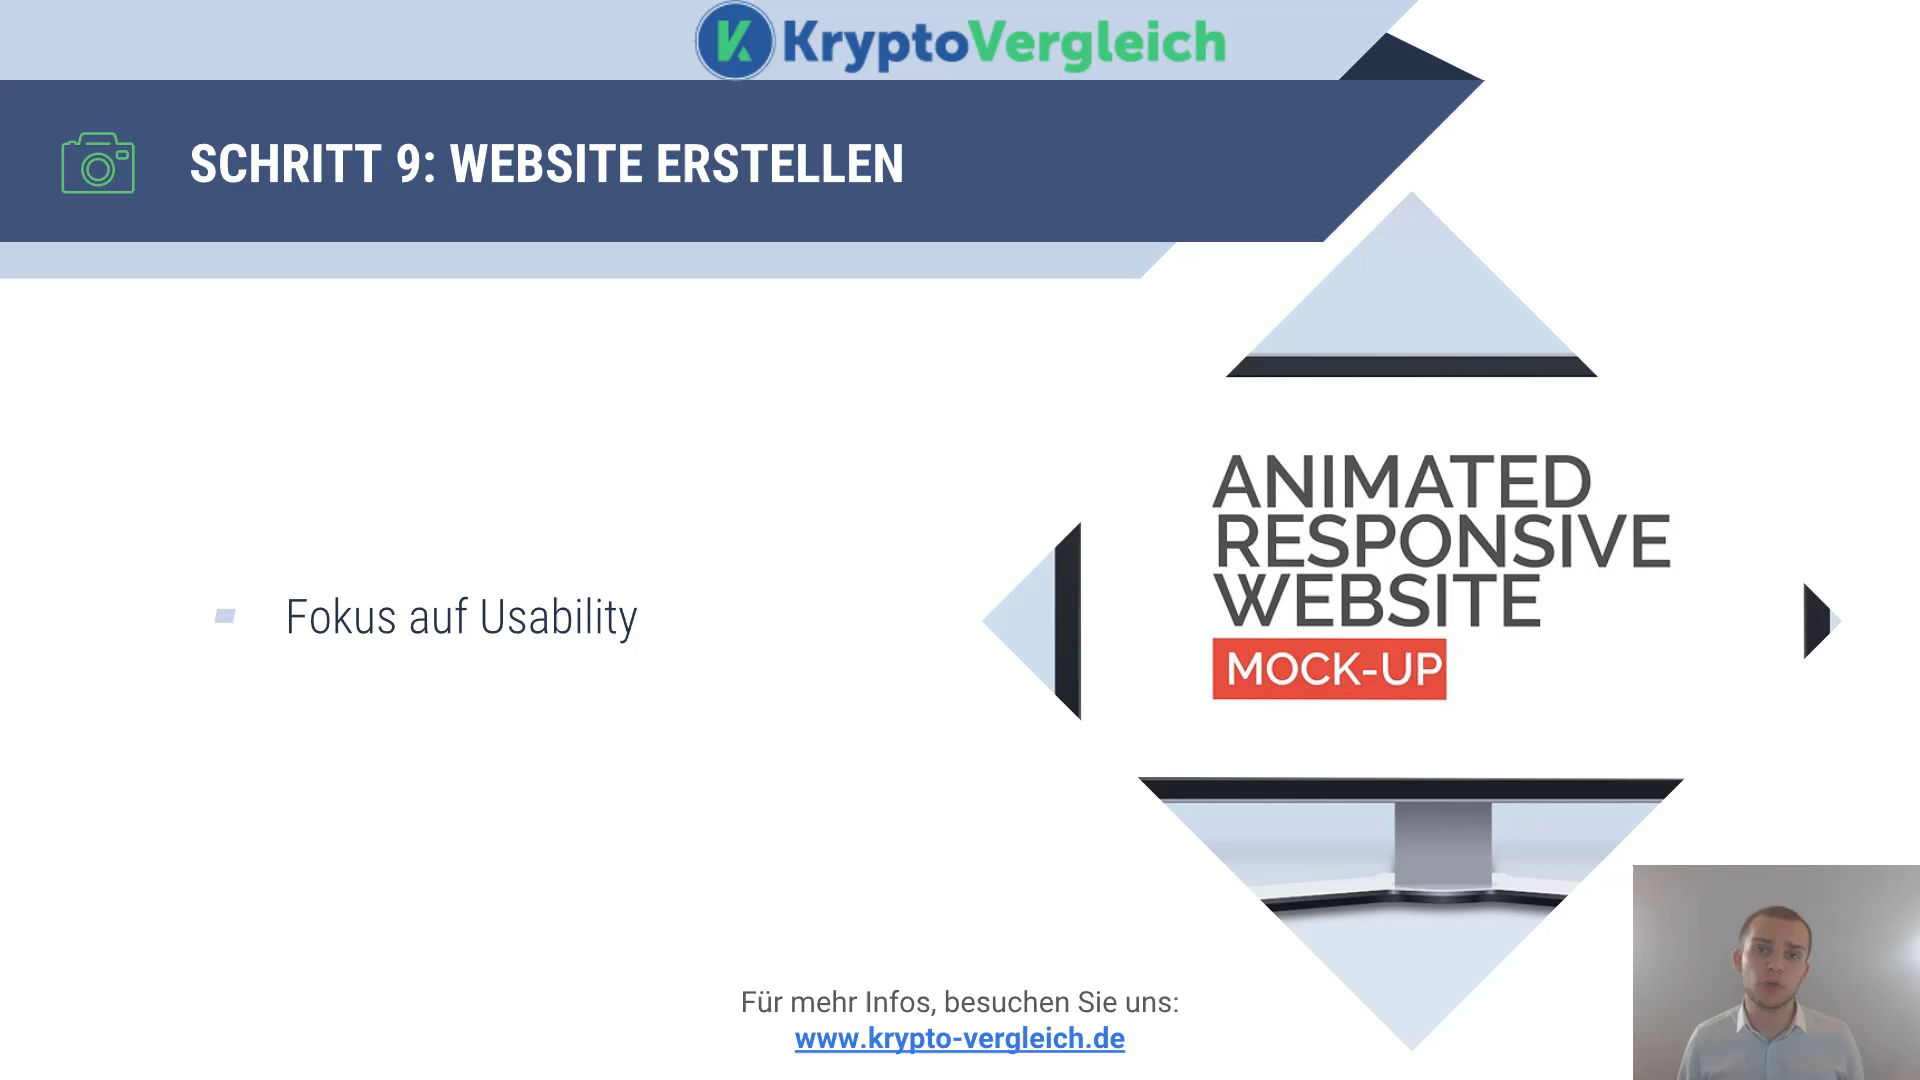 KryptoVergleich
SCHRITT 9: WEBSITE ERSTELLEN
Fokus auf Usability
ANIMATED
RESPONSIVE
WEBSITE
MOCK-UP
Für mehr Infos, besuchen Sie uns:
www.krypto-vergleich.de